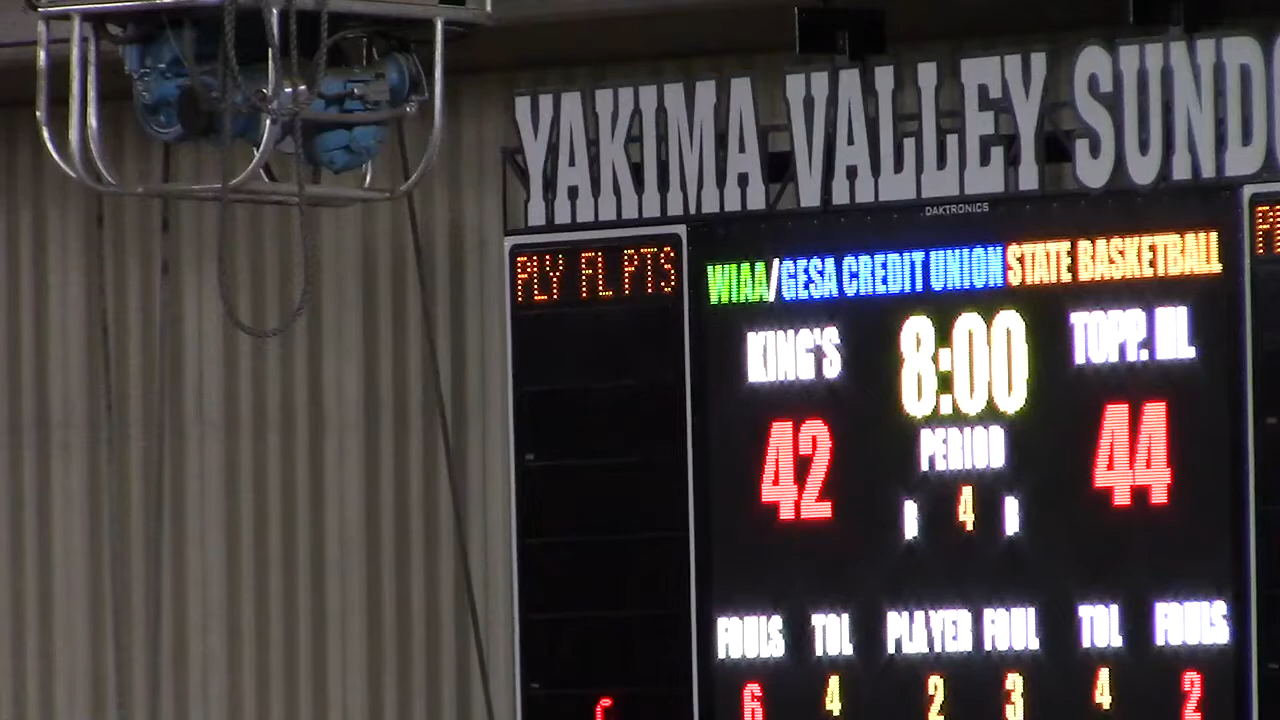 YAKIMA VALLEY SUND
DAKTRONICS
PLY FL PTS
WIAA/GESA CREDIT UNION STATE BASKETBALL
KING'S 8:00 TOPP. HL
42 PERIOD 44
B 4 B
FOULS TOL PLAYER FOUL TOL FOULS
6 4 2 3 4 2